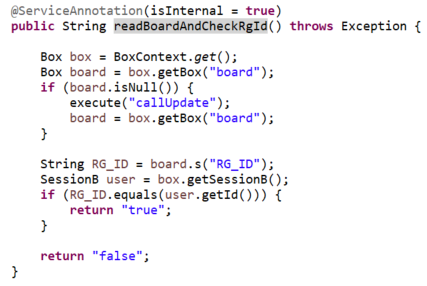 @ServiceAnnotation(isInternal = true)
public String readBoardAndCheckRgId() throws Exception {
Box box = BoxContext.get();
Box board = box.getBox("board");
if (board.isNull()) {
execute("callUpdate");
board = box.getBox("board");
}
String RG_ID = board.s("RG_ID");
SessionB user = box.getSessionB();
if (RG_ID.equals(user.getId())) {
return "true";
}
return "false";
}